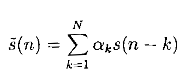 s̃(n) = ∑_{k=1}^{N} α_k s(n − k)